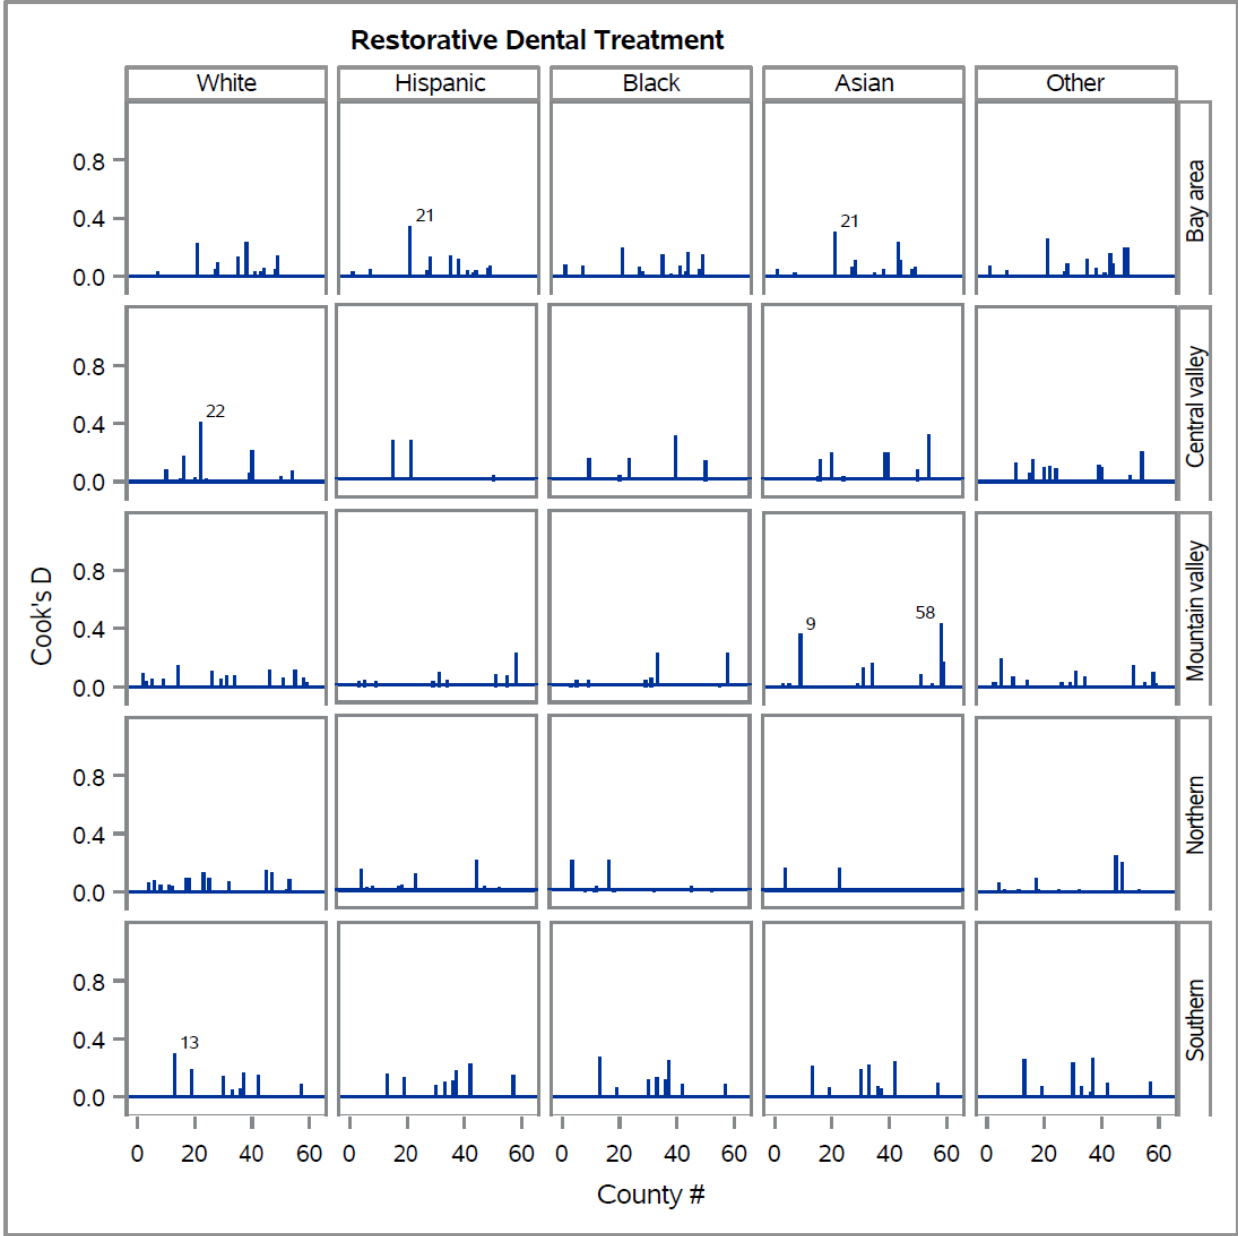 Restorative Dental Treatment
White Hispanic Black Asian Other
0.8
0.4
0.0
21
21
Bay area
0.8
0.4
0.0
22
Central valley
0.8
0.4
0.0
9
58
Mountain valley
Cook's D
0.8
0.4
0.0
Northern
0.8
0.4
0.0
13
Southern
0 20 40 60 0 20 40 60 0 20 40 60 0 20 40 60 0 20 40 60
County #